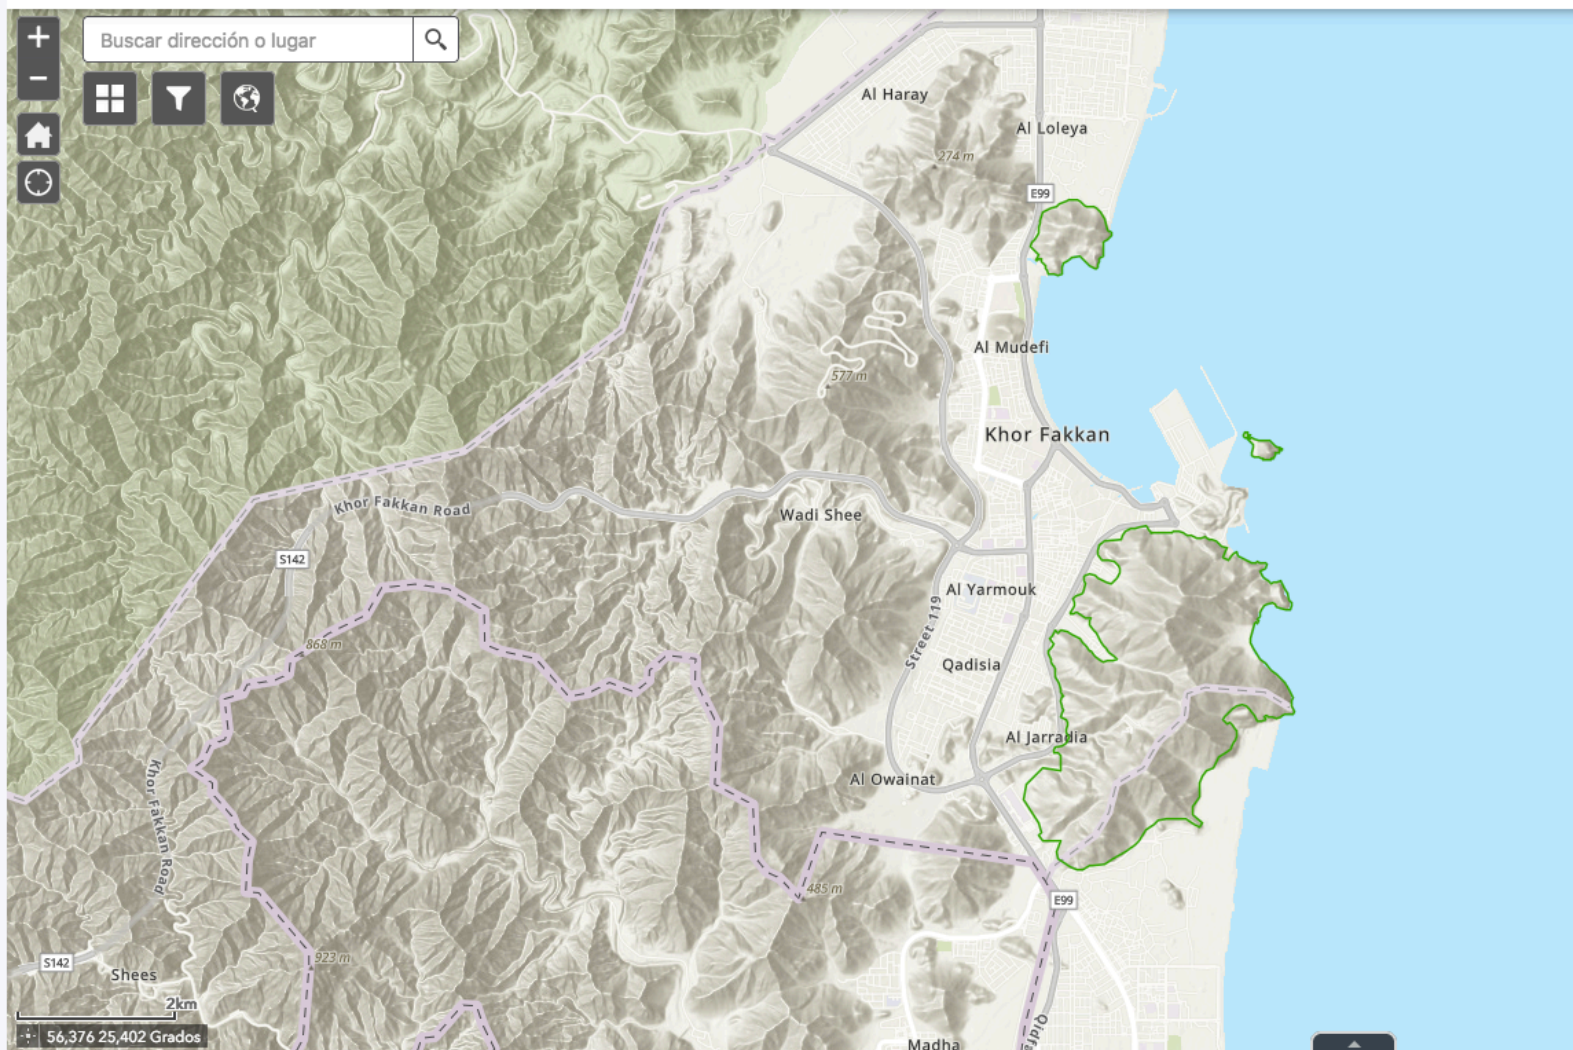 +
Buscar dirección o lugar
−
Al Haray
Al Loleya
274 m
E99
Al Mudefi
577 m
Khor Fakkan
Khor Fakkan Road
Wadi Shee
S142
Al Yarmouk
Street 119
868 m
Qadisia
Al Jarradia
Al Owainat
Khor Fakkan Road
485 m
E99
923 m
S142
Shees
2km
56,376 25,402 Grados
Madha